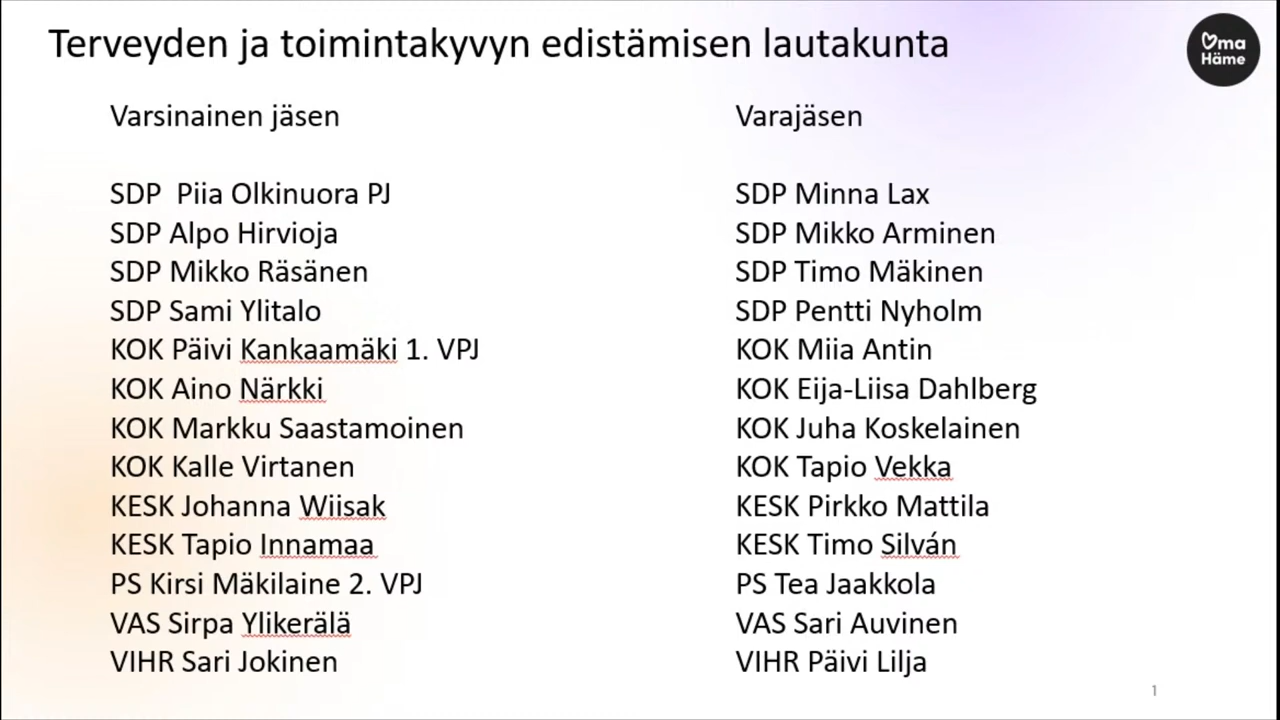 Terveyden ja toimintakyvyn edistämisen lautakunta
Oma
Häme
Varsinainen jäsen
SDP  Piia Olkinuora PJ
SDP Alpo Hirvioja
SDP Mikko Räsänen
SDP Sami Ylitalo
KOK Päivi Kankaamäki 1. VPJ
KOK Aino Närkki
KOK Markku Saastamoinen
KOK Kalle Virtanen
KESK Johanna Wiisak
KESK Tapio Innamaa
PS Kirsi Mäkilaine 2. VPJ
VAS Sirpa Ylikerälä
VIHR Sari Jokinen
Varajäsen
SDP Minna Lax
SDP Mikko Arminen
SDP Timo Mäkinen
SDP Pentti Nyholm
KOK Miia Antin
KOK Eija-Liisa Dahlberg
KOK Juha Koskelainen
KOK Tapio Vekka
KESK Pirkko Mattila
KESK Timo Silván
PS Tea Jaakkola
VAS Sari Auvinen
VIHR Päivi Lilja
1